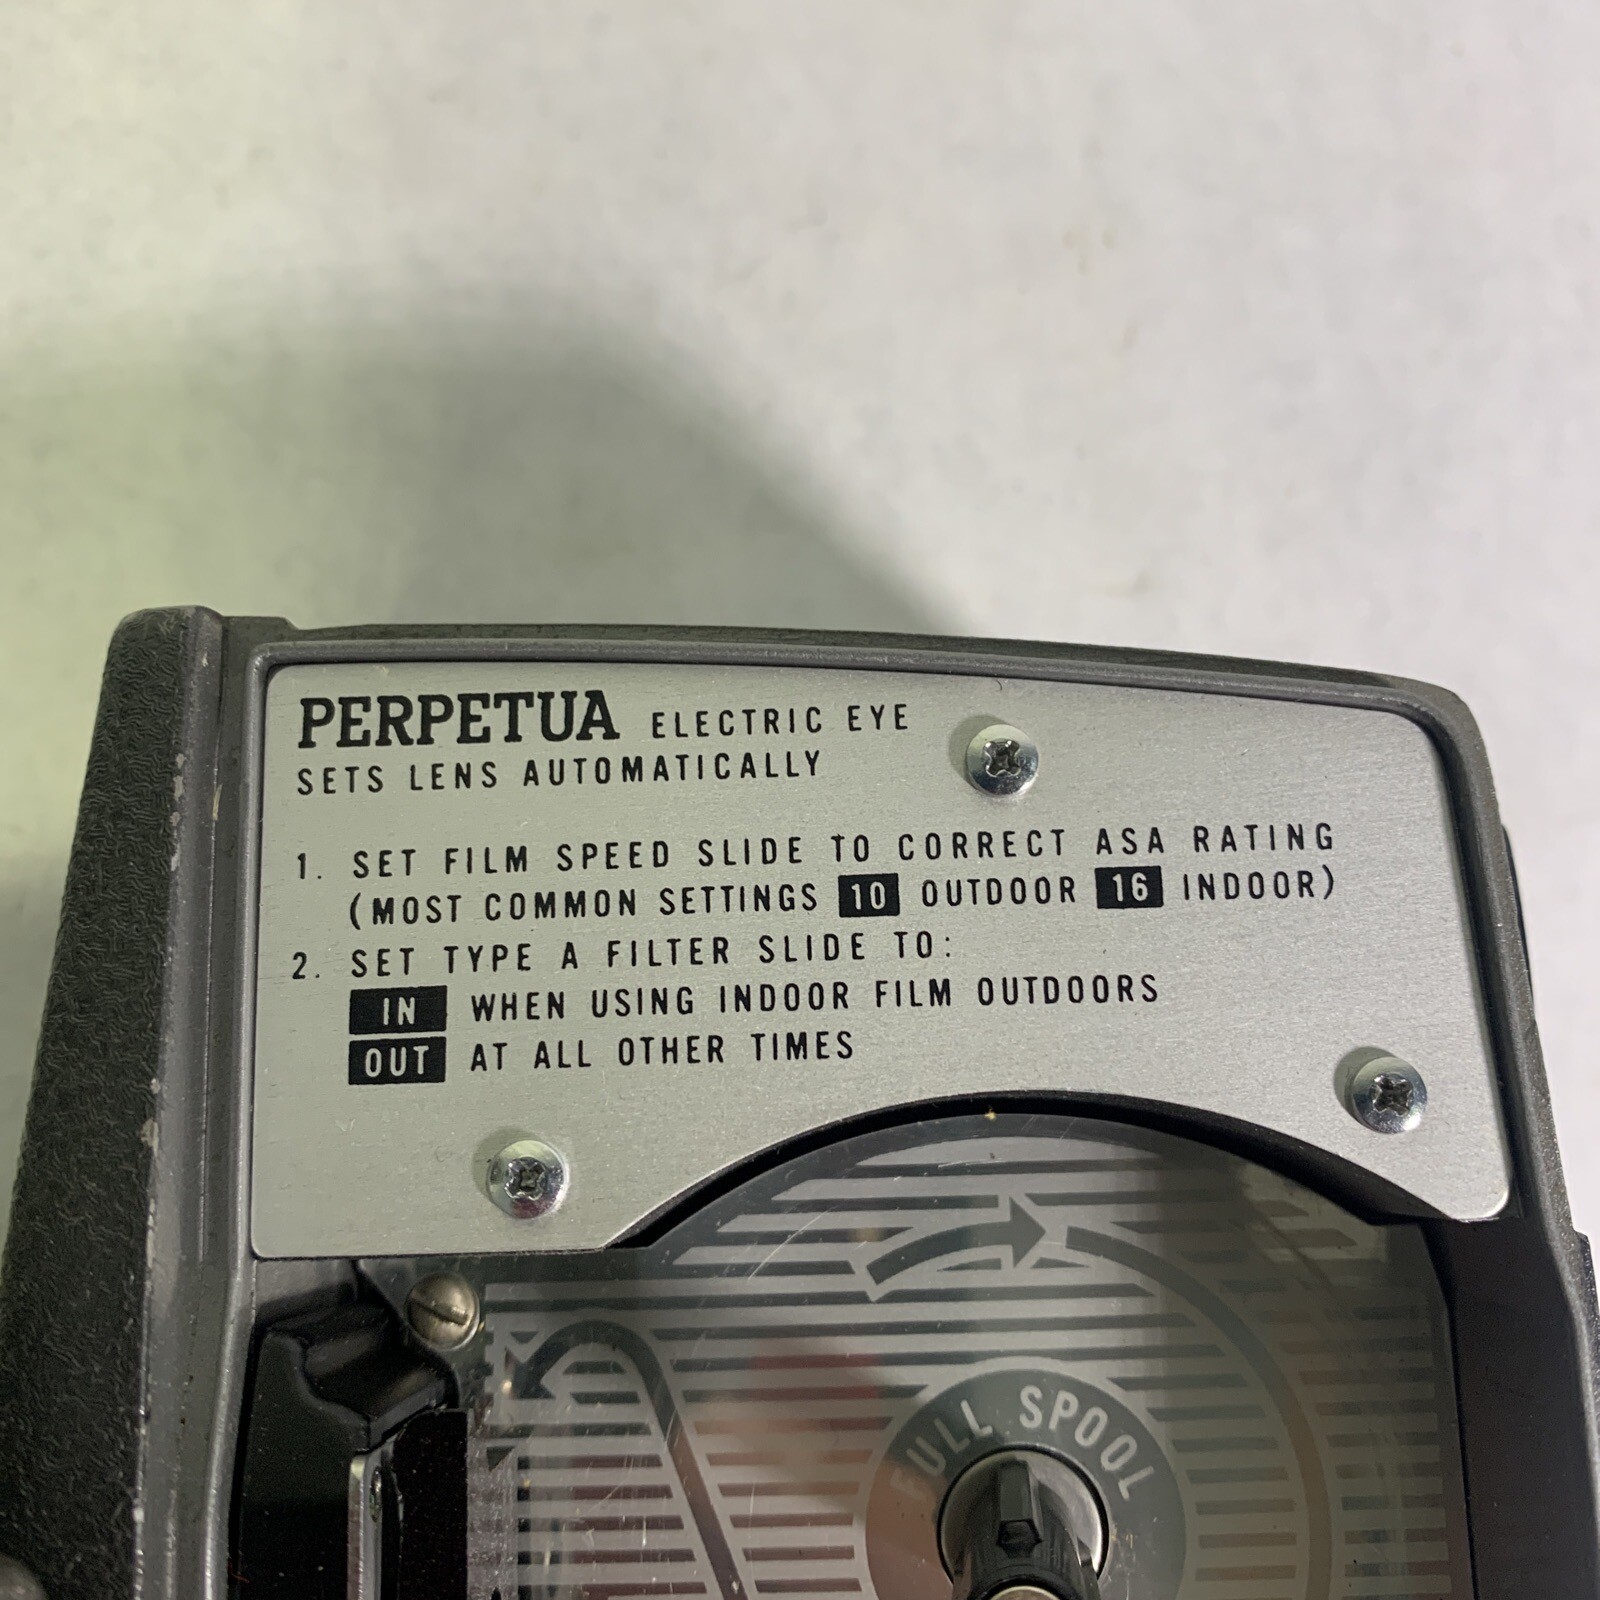 PERPETUA ELECTRIC EYE
SETS LENS AUTOMATICALLY
1. SET FILM SPEED SLIDE TO CORRECT ASA RATING
(MOST COMMON SETTINGS 10 OUTDOOR 16 INDOOR)
2. SET TYPE A FILTER SLIDE TO:
IN WHEN USING INDOOR FILM OUTDOORS
OUT AT ALL OTHER TIMES
FULL SPOOL